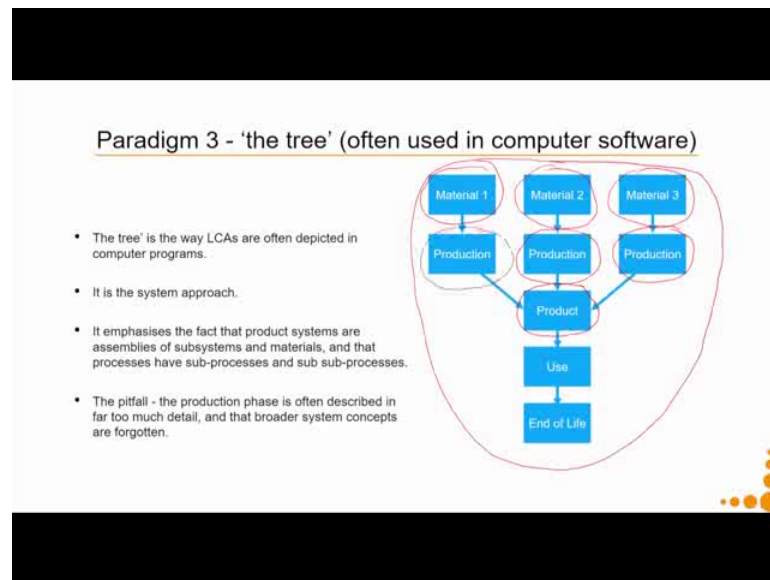 Paradigm 3 - 'the tree' (often used in computer software)
• The tree' is the way LCAs are often depicted in
computer programs.
• It is the system approach.
• It emphasises the fact that product systems are
assemblies of subsystems and materials, and that
processes have sub-processes and sub sub-processes.
• The pitfall - the production phase is often described in
far too much detail, and that broader system concepts
are forgotten.
Material 1
Material 2
Material 3
Production
Production
Production
Product
Use
End of Life